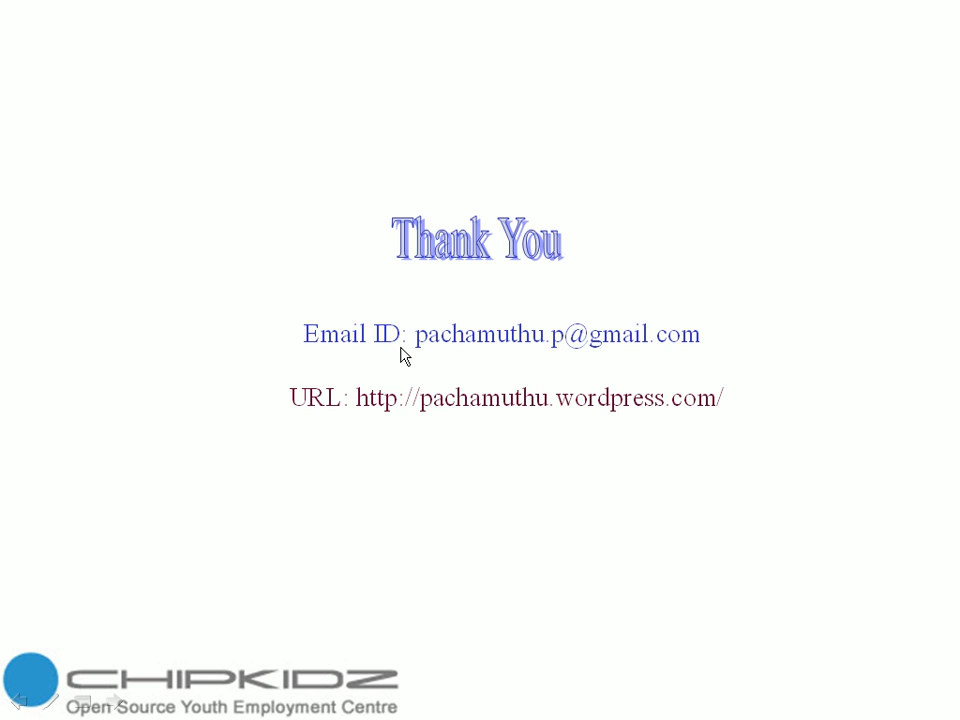 Thank You
Email ID: pachamuthu.p@gmail.com
URL: http://pachamuthu.wordpress.com/
CHIPKIDZ
Open Source Youth Employment Centre